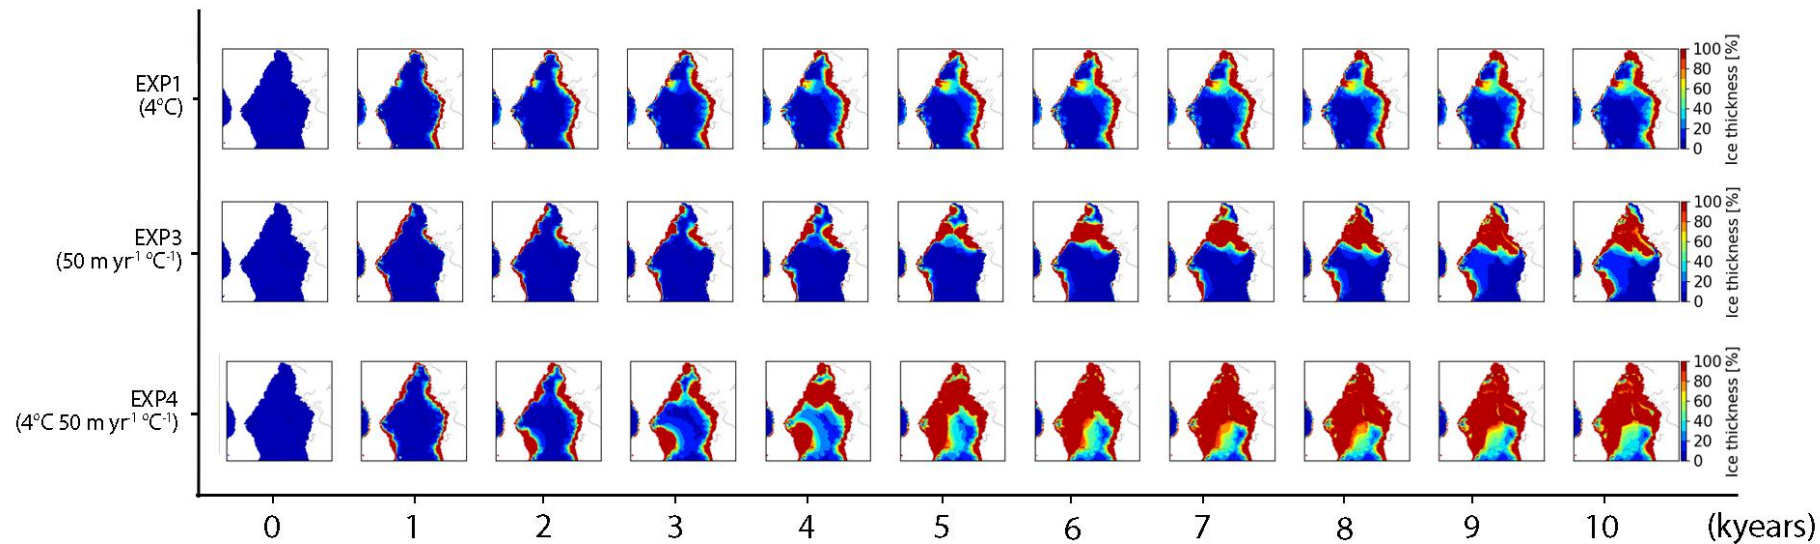 EXP1
(4°C)
100
80
60
40
20
0
Ice thickness [%]
EXP3
(50 m yr⁻¹ °C⁻¹)
100
80
60
40
20
0
Ice thickness [%]
EXP4
(4°C 50 m yr⁻¹ °C⁻¹)
100
80
60
40
20
0
Ice thickness [%]
0 1 2 3 4 5 6 7 8 9 10 (kyears)